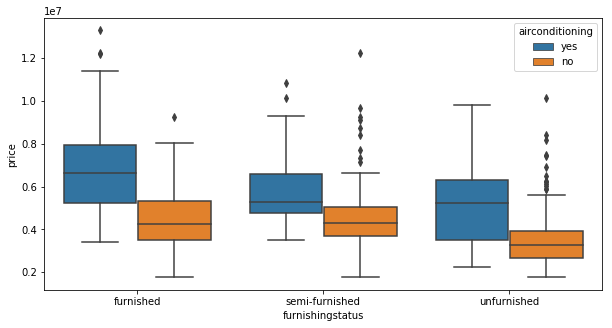 1e7
airconditioning
yes
no
1.2
1.0
0.8
0.6
0.4
0.2
price
furnished
semi-furnished
unfurnished
furnishingstatus